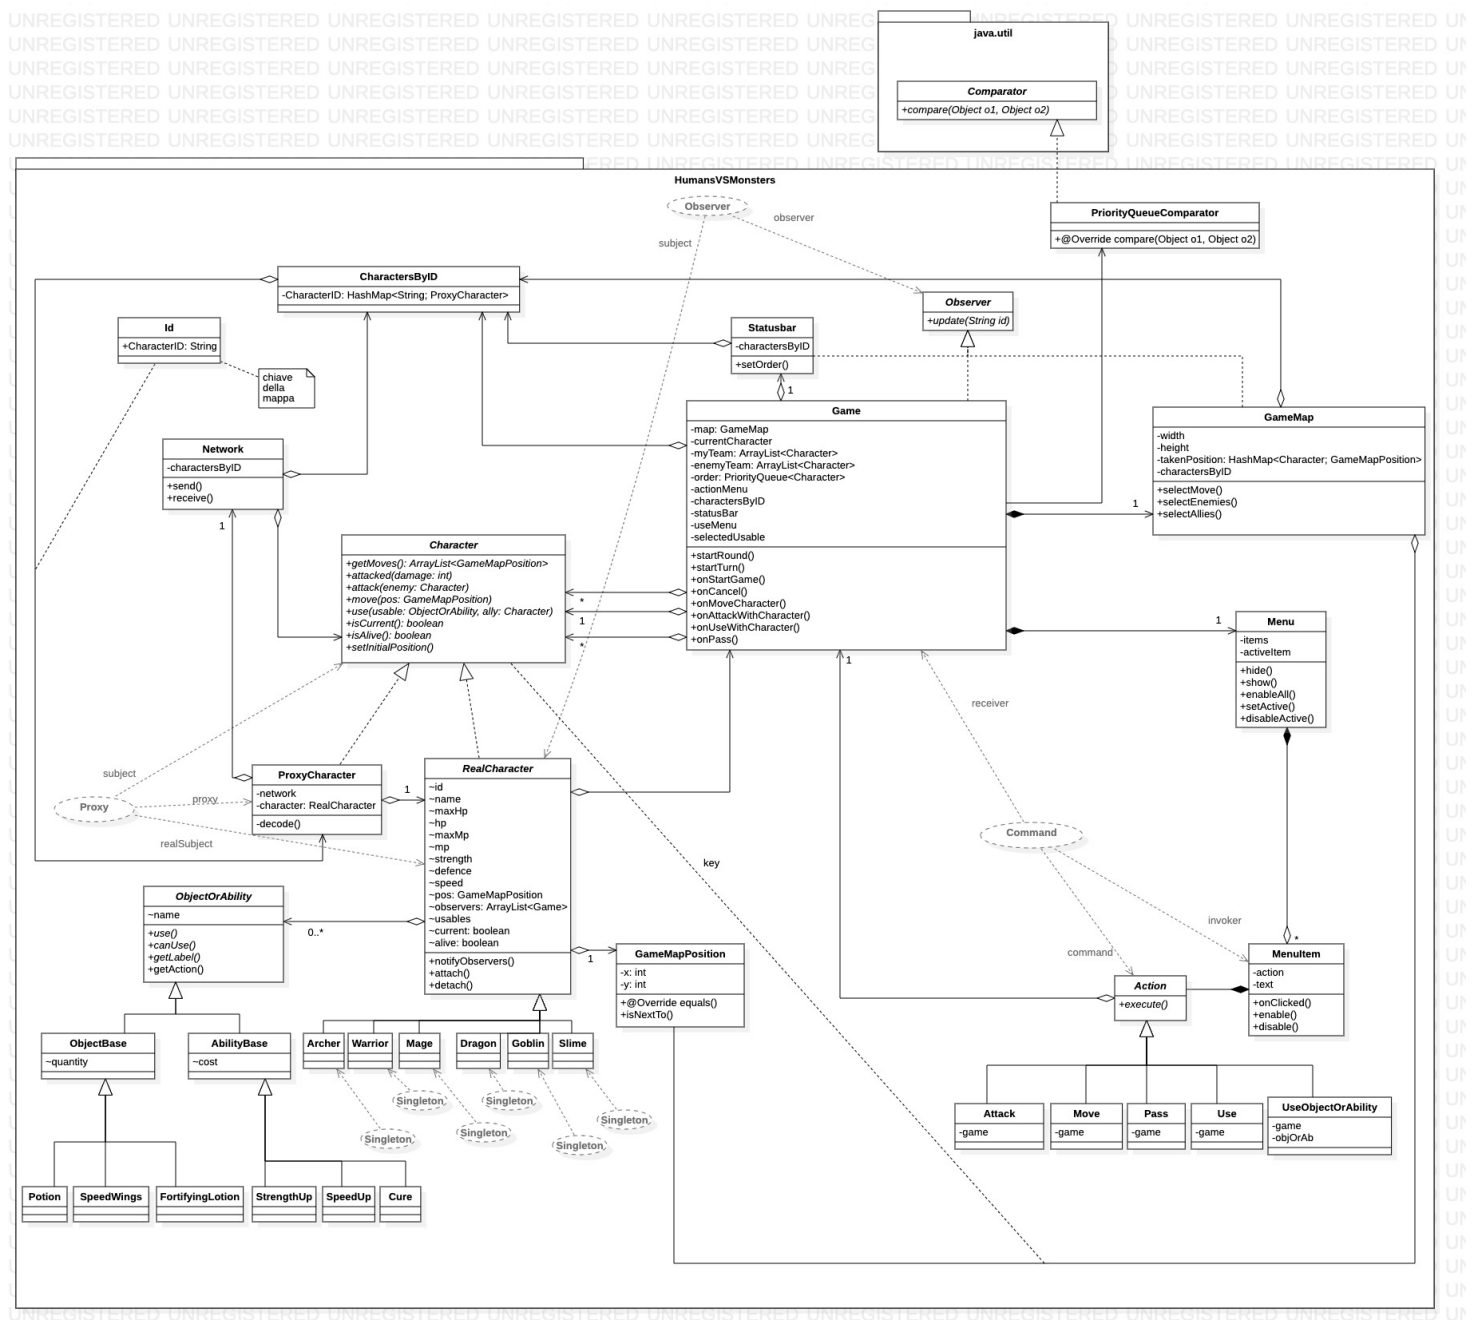 UNREGISTERED UNREGISTERED UNREGISTERED UNREGISTERED UNREGISTERED UNREGISTERED UNREGISTERED UNREGISTERED UNREGISTERED
java.util
Comparator
+compare(Object o1, Object o2)
HumansVSMonsters
Observer
observer
subject
PriorityQueueComparator
+@Override compare(Object o1, Object o2)
CharactersByID
-CharacterID: HashMap<String; ProxyCharacter>
Observer
+update(String id)
Id
+CharacterID: String
chiave
della
mappa
Statusbar
-charactersByID
+setOrder()
1
Game
-map: GameMap
-currentCharacter
-myTeam: ArrayList<Character>
-enemyTeam: ArrayList<Character>
-order: PriorityQueue<Character>
-actionMenu
-charactersByID
-statusBar
-useMenu
-selectedUsable
+startRound()
+startTurn()
+onStartGame()
+onCancel()
+onMoveCharacter()
+onAttackWithCharacter()
+onUseWithCharacter()
+onPass()
GameMap
-width
-height
-takenPosition: HashMap<Character; GameMapPosition>
-charactersByID
+selectMove()
+selectEnemies()
+selectAllies()
1
Network
-charactersByID
+send()
+receive()
1
Character
+getMoves(): ArrayList<GameMapPosition>
+attacked(damage: int)
+attack(enemy: Character)
+move(pos: GameMapPosition)
+use(usable: ObjectOrAbility, ally: Character)
+isCurrent(): boolean
+isAlive(): boolean
+setInitialPosition()
*
1
*
1
Menu
-items
-activeItem
+hide()
+show()
+enableAll()
+setActive()
+disableActive()
1
receiver
subject
proxy
Proxy
realSubject
ProxyCharacter
-network
-character: RealCharacter
-decode()
1
RealCharacter
~id
~name
~maxHp
~hp
~maxMp
~mp
~strength
~defence
~speed
~pos: GameMapPosition
~observers: ArrayList<Game>
~usables
~current: boolean
~alive: boolean
+notifyObservers()
+attach()
+detach()
key
Command
invoker
command
ObjectOrAbility
~name
+use()
+canUse()
+getLabel()
+getAction()
0..*
1
GameMapPosition
-x: int
-y: int
+@Override equals()
+isNextTo()
*
MenuItem
-action
-text
+onClicked()
+enable()
+disable()
Action
+execute()
ObjectBase
~quantity
AbilityBase
~cost
Archer
Warrior
Mage
Dragon
Goblin
Slime
Singleton
Singleton
Singleton
Singleton
Singleton
Singleton
Attack
-game
Move
-game
Pass
-game
Use
-game
UseObjectOrAbility
-game
-objOrAb
Potion
SpeedWings
FortifyingLotion
StrengthUp
SpeedUp
Cure